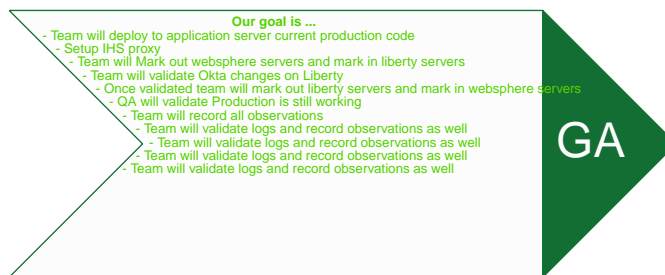 Our goal is ...
- Team will deploy to application server current production code
- Setup IHS proxy
- Team will Mark out websphere servers and mark in liberty servers
- Team will validate Okta changes on Liberty
- Once validated team will mark out liberty servers and mark in websphere servers
- QA will validate Production is still working
- Team will record all observations
- Team will validate logs and record observations as well
- Team will validate logs and record observations as well
- Team will validate logs and record observations as well
- Team will validate logs and record observations as well
GA